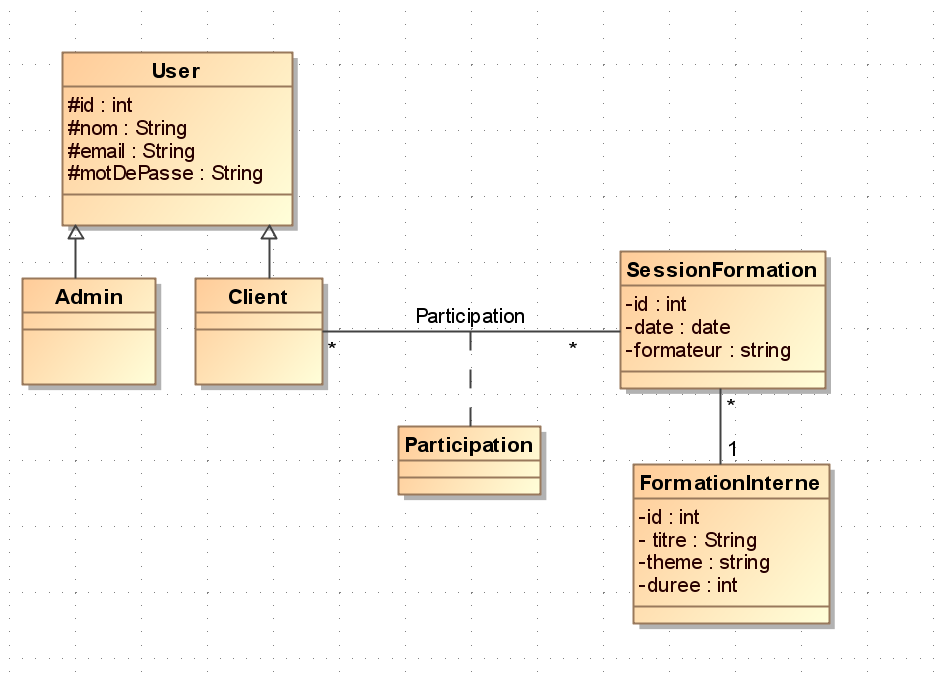 User
#id : int
#nom : String
#email : String
#motDePasse : String
Admin
Client
Participation
*
*
Participation
SessionFormation
-id : int
-date : date
-formateur : string
*
1
FormationInterne
-id : int
- titre : String
-theme : string
-duree : int